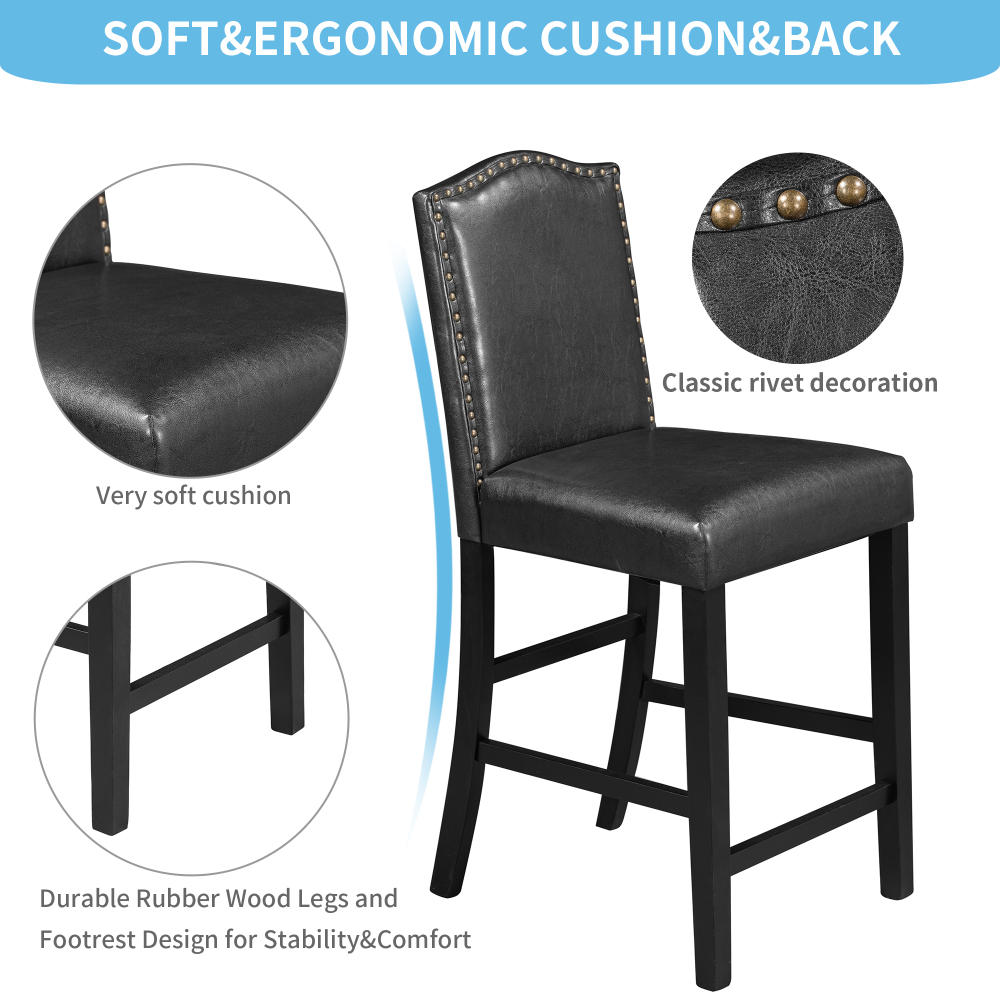 SOFT&ERGONOMIC CUSHION&BACK
Very soft cushion
Classic rivet decoration
Durable Rubber Wood Legs and
Footrest Design for Stability&Comfort